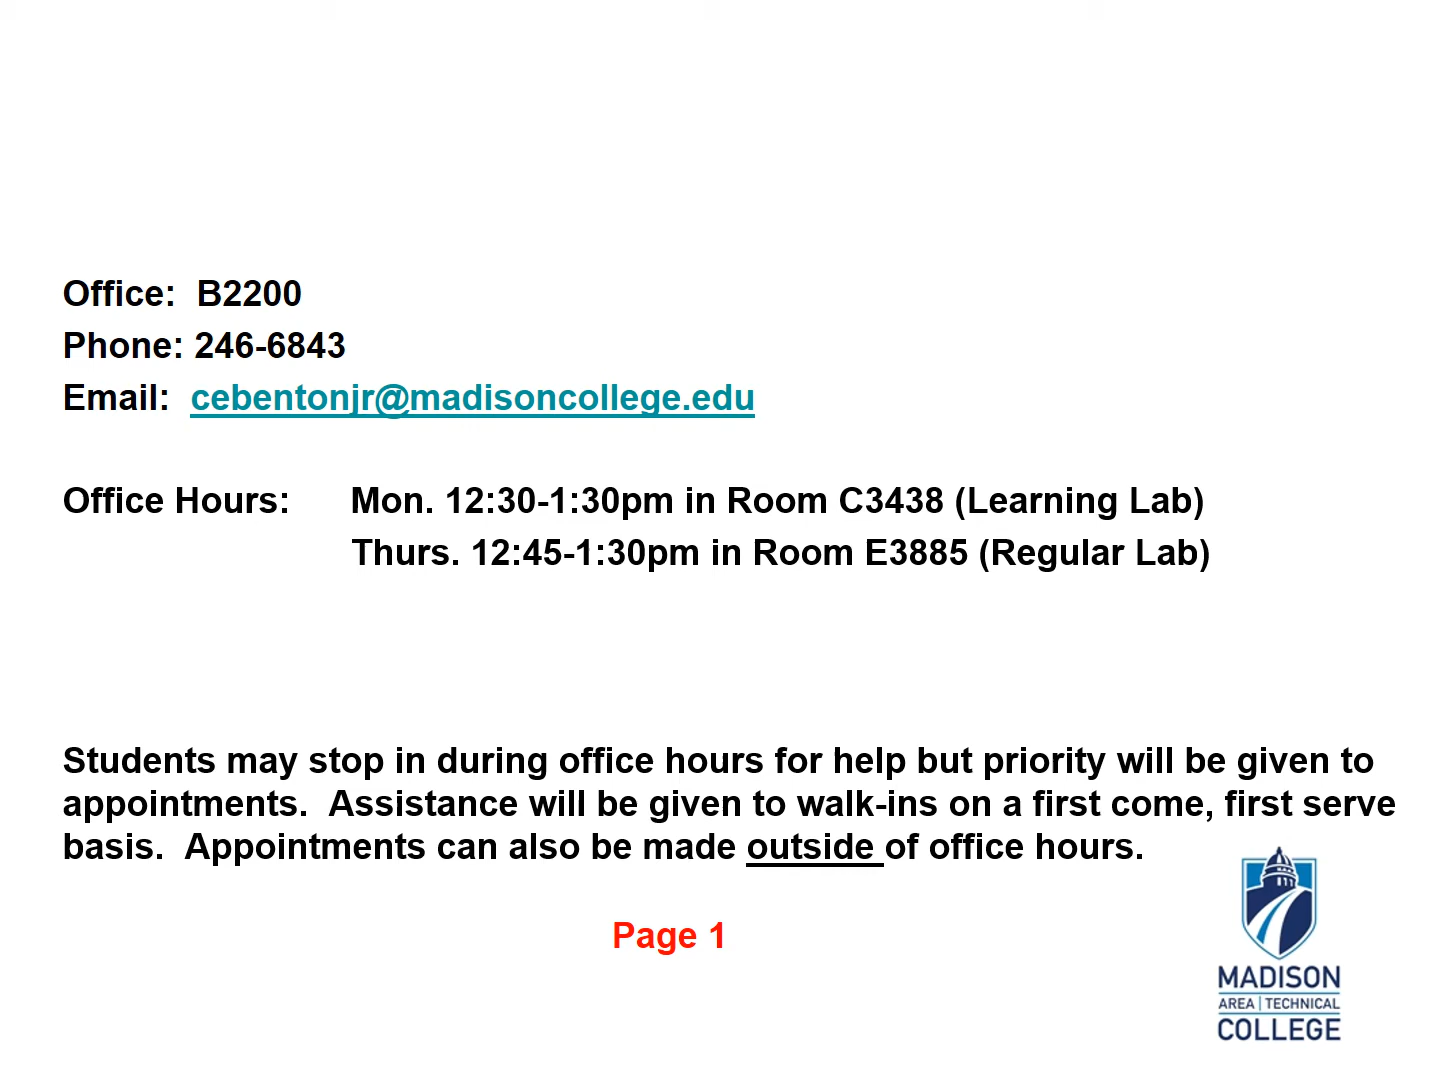 Office:  B2200
Phone: 246-6843
Email:  cebentonjr@madisoncollege.edu
Office Hours:  Mon. 12:30-1:30pm in Room C3438 (Learning Lab)
Thurs. 12:45-1:30pm in Room E3885 (Regular Lab)
Students may stop in during office hours for help but priority will be given to
appointments.  Assistance will be given to walk-ins on a first come, first serve
basis.  Appointments can also be made outside of office hours.
Page 1
MADISON
AREA | TECHNICAL
COLLEGE